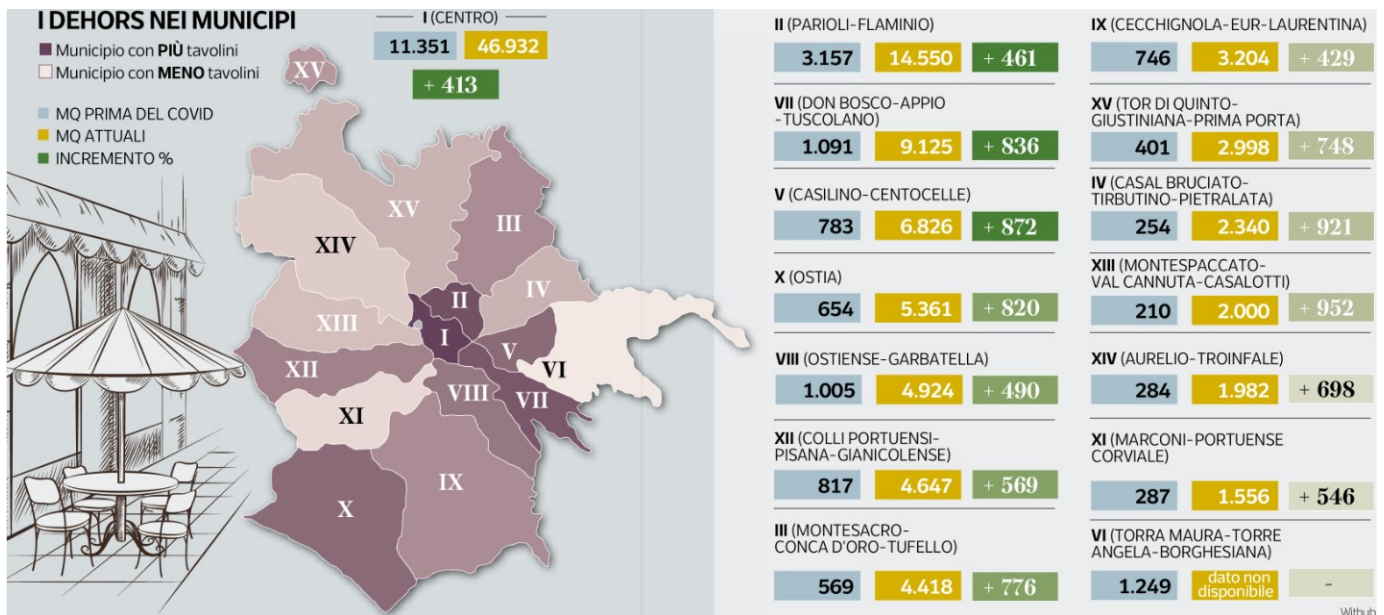 I DEHORS NEI MUNICIPI
Municipio con PIÙ tavolini
Municipio con MENO tavolini
MQ PRIMA DEL COVID
MQ ATTUALI
INCREMENTO %
I (CENTRO)
11.351 46.932
+ 413
XV
XV
III
XIV
IV
II
XIII
I
V
XII
VI
VIII
VII
XI
IX
X
II (PARIOLI-FLAMINIO)
3.157 14.550 + 461
VII (DON BOSCO-APPIO
-TUSCOLANO)
1.091 9.125 + 836
V (CASILINO-CENTOCELLE)
783 6.826 + 872
X (OSTIA)
654 5.361 + 820
VIII (OSTIENSE-GARBATELLA)
1.005 4.924 + 490
XII (COLLI PORTUENSI-
PISANA-GIANICOLENSE)
817 4.647 + 569
III (MONTESACRO-
CONCA D'ORO-TUFELLO)
569 4.418 + 776
IX (CECCHIGNOLA-EUR-LAURENTINA)
746 3.204 + 429
XV (TOR DI QUINTO-
GIUSTINIANA-PRIMA PORTA)
401 2.998 + 748
IV (CASAL BRUCIATO-
TIRBUTINO-PIETRALATA)
254 2.340 + 921
XIII (MONTESPACCATO-
VAL CANNUTA-CASALOTTI)
210 2.000 + 952
XIV (AURELIO-TROINFALE)
284 1.982 + 698
XI (MARCONI-PORTUENSE
CORVIALE)
287 1.556 + 546
VI (TORRA MAURA-TORRE
ANGELA-BORGHESIANA)
1.249 dato non
disponibile -
Withub